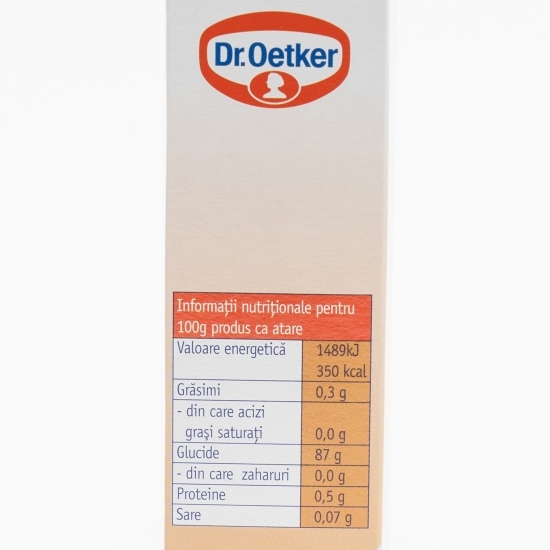 Dr.Oetker
Informații nutriționale pentru
100g produs ca atare
Valoare energetică 1489kJ
350 kcal
Grăsimi 0,3 g
- din care acizi
grași saturați 0,0 g
Glucide 87 g
- din care zaharuri 0,0 g
Proteine 0,5 g
Sare 0,07 g